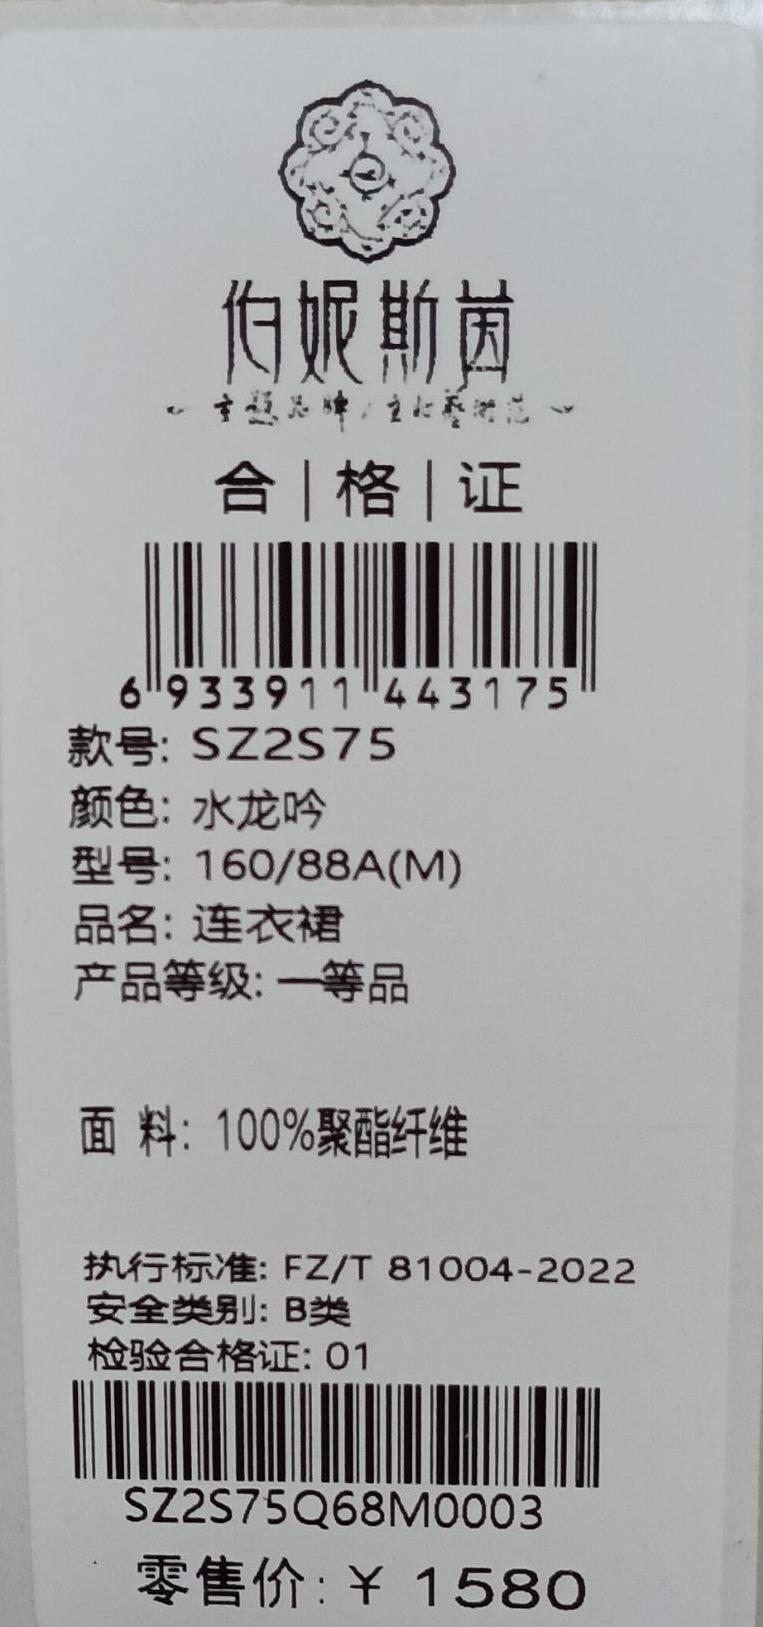 伯妮斯茵
合|格|证
6 933911 443175
款号: SZ2S75
颜色: 水龙吟
型号: 160/88A(M)
品名: 连衣裙
产品等级: 一等品
面 料: 100%聚酯纤维
执行标准: FZ/T 81004-2022
安全类别: B类
检验合格证: 01
SZ2S75Q68M0003
零售价: ¥ 1580